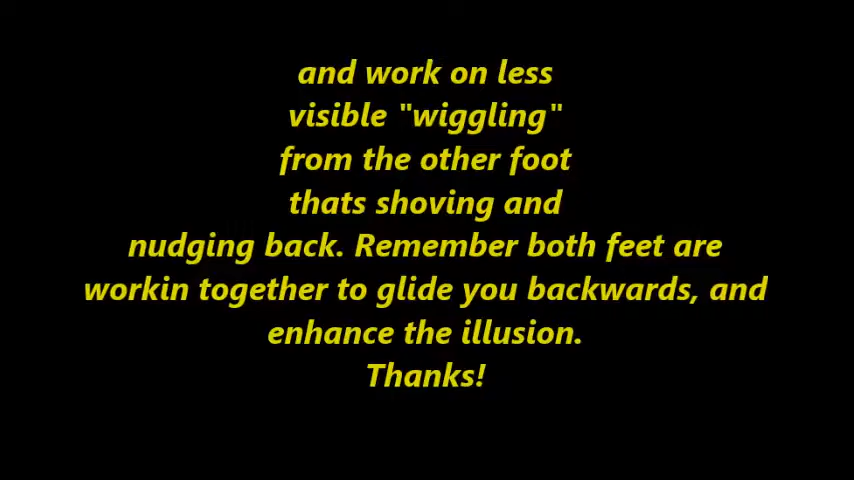 and work on less
visible "wiggling"
from the other foot
thats shoving and
nudging back. Remember both feet are
workin together to glide you backwards, and
enhance the illusion.
Thanks!